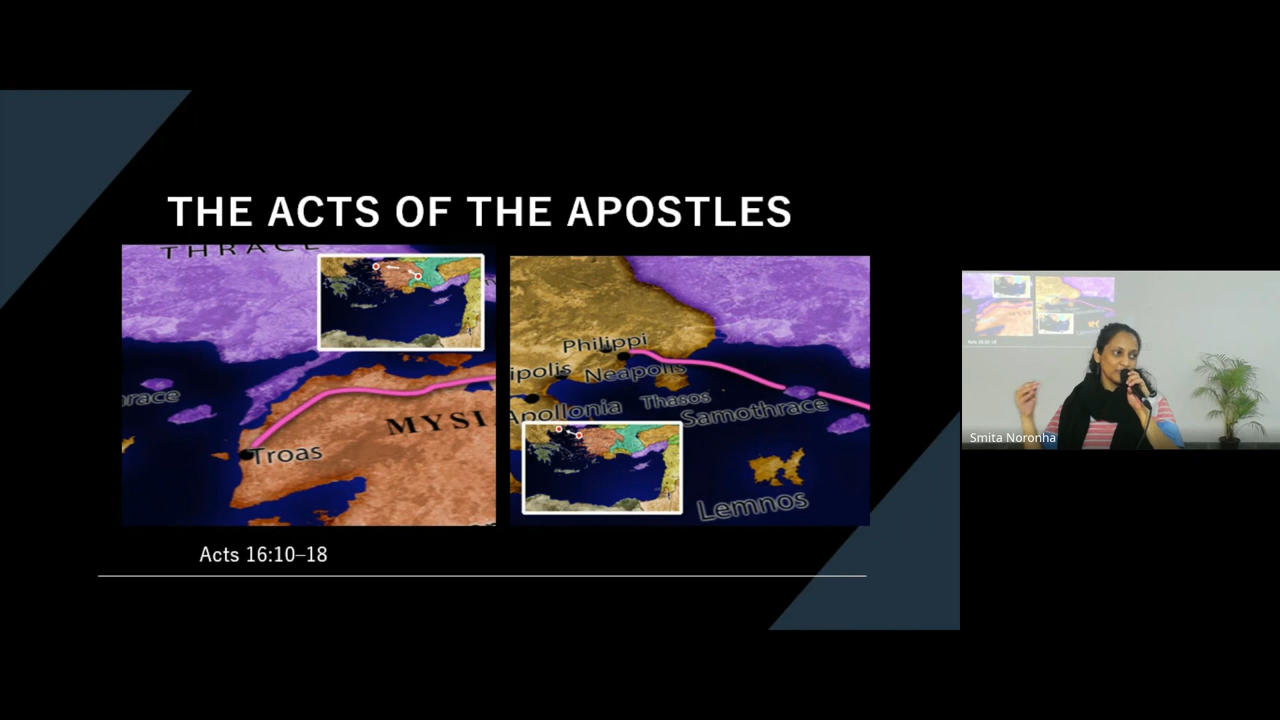 THE ACTS OF THE APOSTLES
THRACE
Troas
Philippi
Neapolis
Apollonia
Thasos
Samothrace
Lemnos
Acts 16:10–18
Smita Noronha